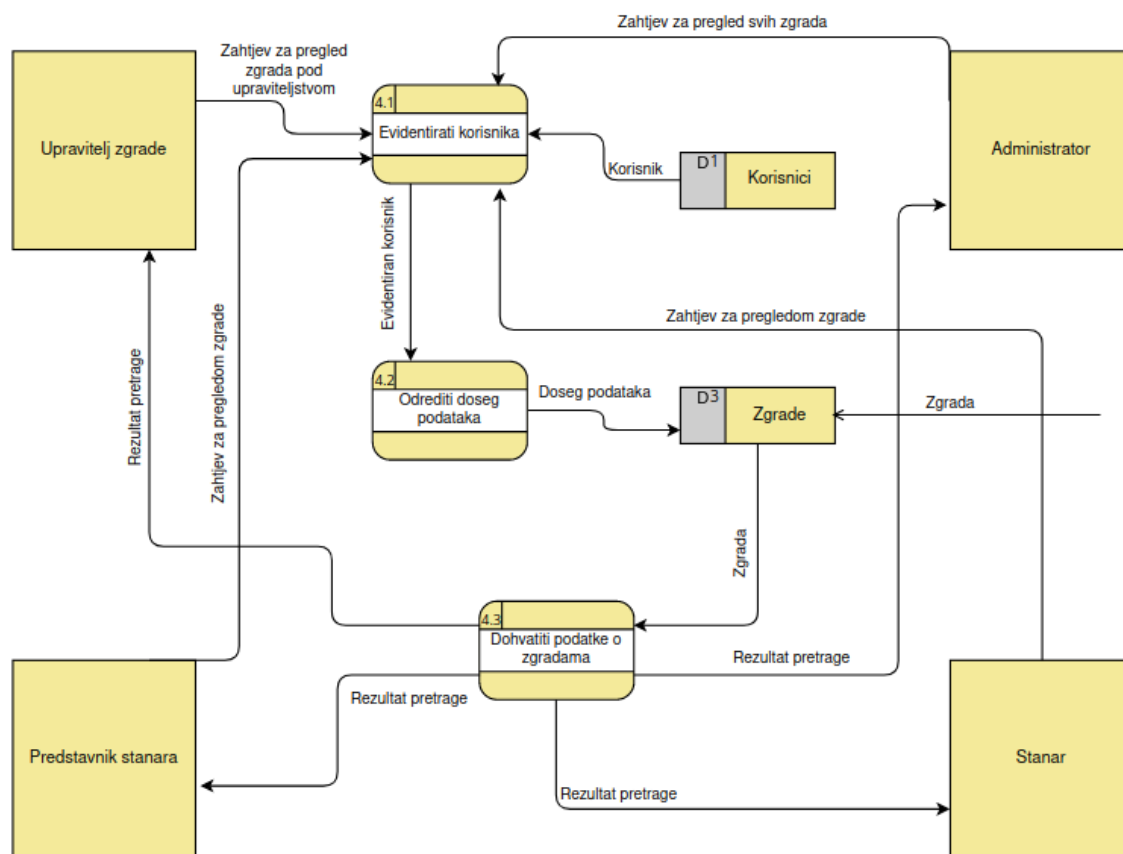 Zahtjev za pregled svih zgrada
Zahtjev za pregled
zgrada pod
upraviteljstvom
Upravitelj zgrade
4.1
Evidentirati korisnika
Korisnik
D1
Korisnici
Administrator
Evidentiran korisnik
Zahtjev za pregledom zgrade
Zahtjev za pregledom zgrade
Rezultat pretrage
4.2
Odrediti doseg
podataka
Doseg podataka
D3
Zgrade
Zgrada
Zgrada
4.3
Dohvatiti podatke o
zgradama
Rezultat pretrage
Rezultat pretrage
Predstavnik stanara
Stanar
Rezultat pretrage